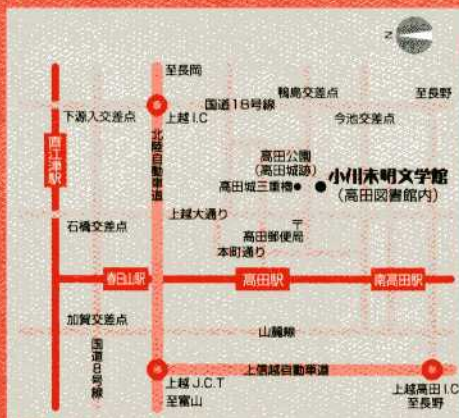 N
至長岡
国道18号線
鴨島交差点
至長野
下源入交差点
上越I.C
今池交差点
直江津駅
北陸自動車道
高田公園
(高田城跡)
高田城三重櫓
小川未明文学館
(高田図書館内)
上越大通り
石橋交差点
〒
高田郵便局
本町通り
春日山駅
高田駅
南高田駅
加賀交差点
山麓線
国道8号線
上信越自動車道
上越J.C.T
至富山
上越高田I.C
至長野